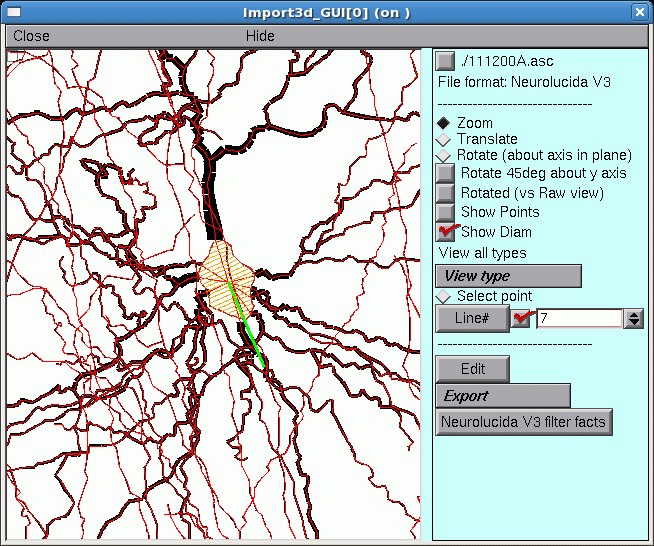 Import3d_GUI[0] (on )
Close Hide
./111200A.asc
File format: Neurolucida V3
------------------------------
Zoom
Translate
Rotate (about axis in plane)
Rotate 45deg about y axis
Rotated (vs Raw view)
Show Points
Show Diam
View all types
View type
Select point
Line# 7
------------------------------
Edit
Export
Neurolucida V3 filter facts